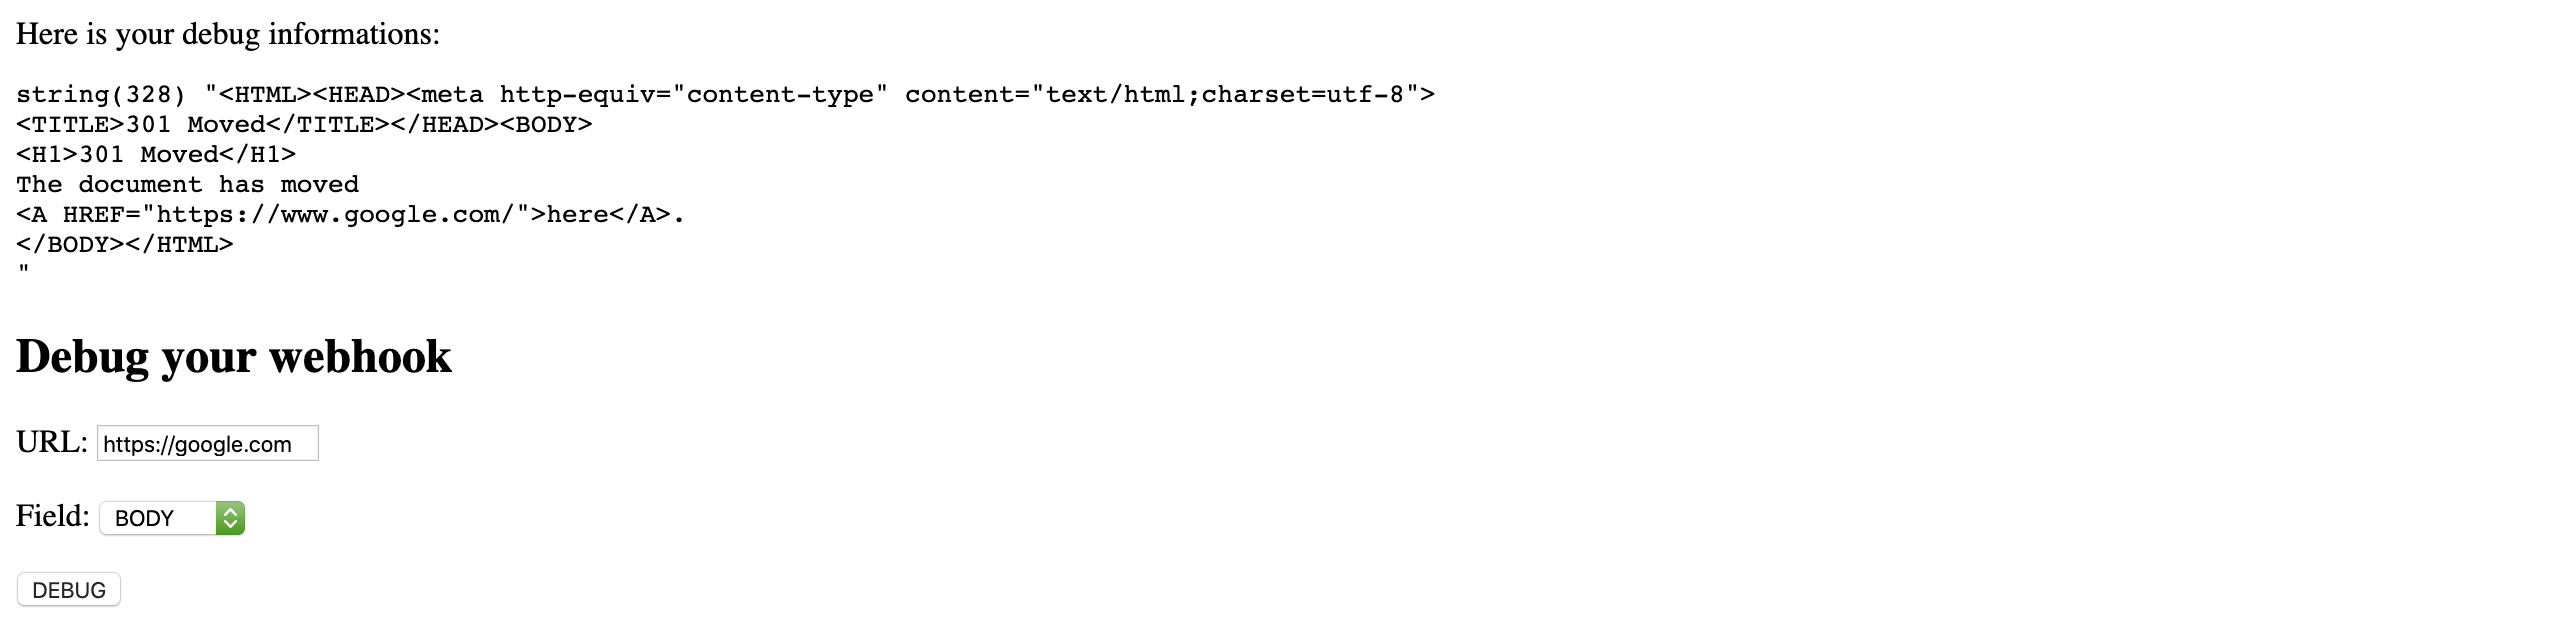 Here is your debug informations:
string(328) "<HTML><HEAD><meta http-equiv="content-type" content="text/html;charset=utf-8">
<TITLE>301 Moved</TITLE></HEAD><BODY>
<H1>301 Moved</H1>
The document has moved
<A HREF="https://www.google.com/">here</A>.
</BODY></HTML>
"
Debug your webhook
URL: https://google.com
Field: BODY
DEBUG